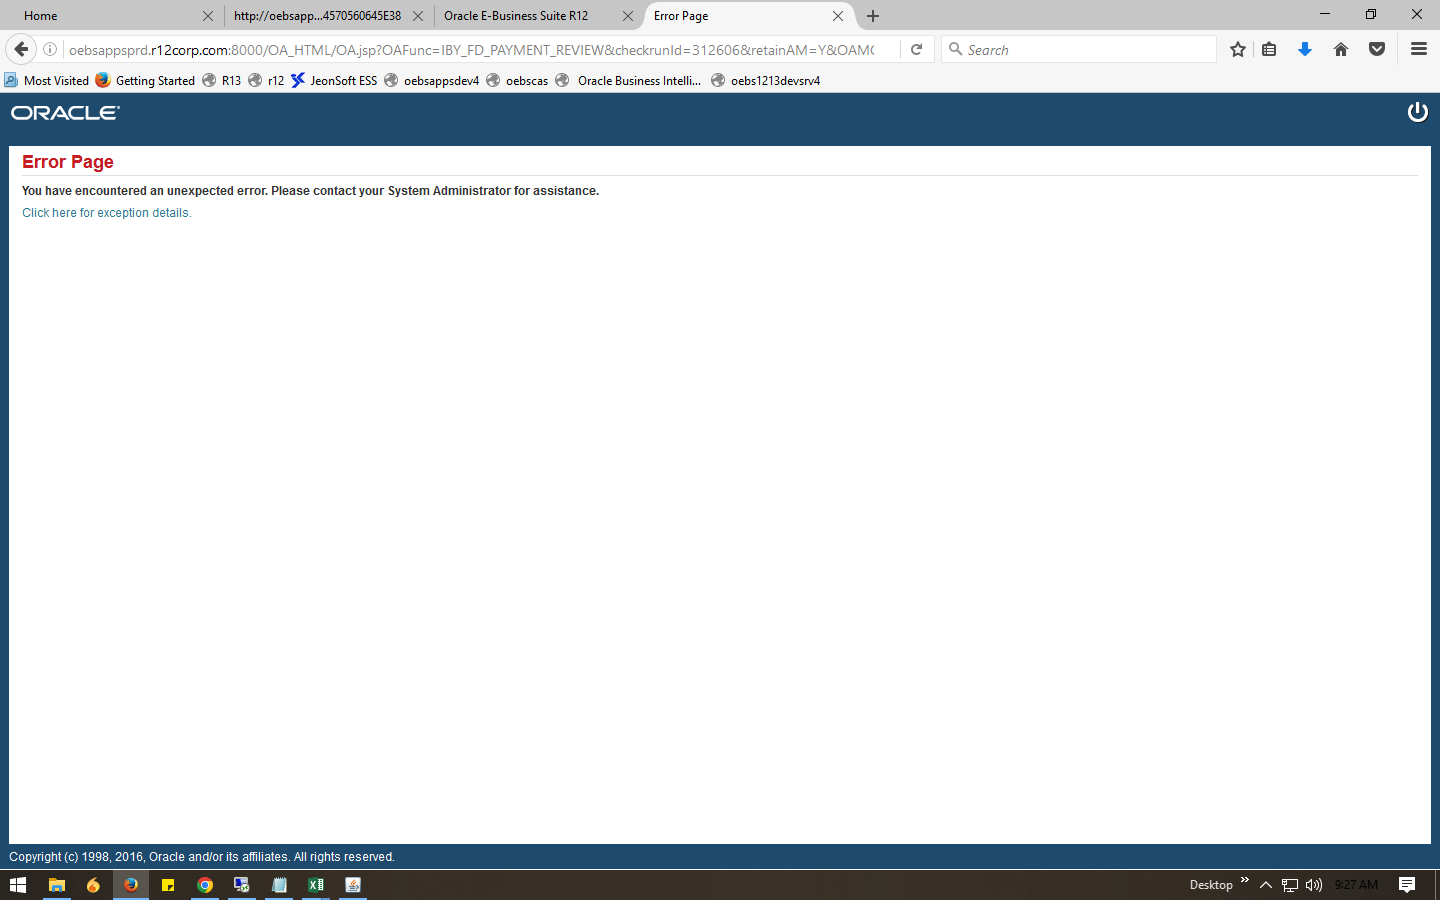 Home
http://oebsapp...4570560645E38
Oracle E-Business Suite R12
Error Page
oebsappsprd.r12corp.com:8000/OA_HTML/OA.jsp?OAFunc=IBY_FD_PAYMENT_REVIEW&checkrunId=312606&retainAM=Y&OAMC
Search
Most Visited
Getting Started
R13
r12
JeonSoft ESS
oebsappsdev4
oebscas
Oracle Business Intelli...
oebs1213devsrv4
ORACLE
Error Page
You have encountered an unexpected error. Please contact your System Administrator for assistance.
Click here for exception details.
Copyright (c) 1998, 2016, Oracle and/or its affiliates. All rights reserved.
Desktop
9:27 AM